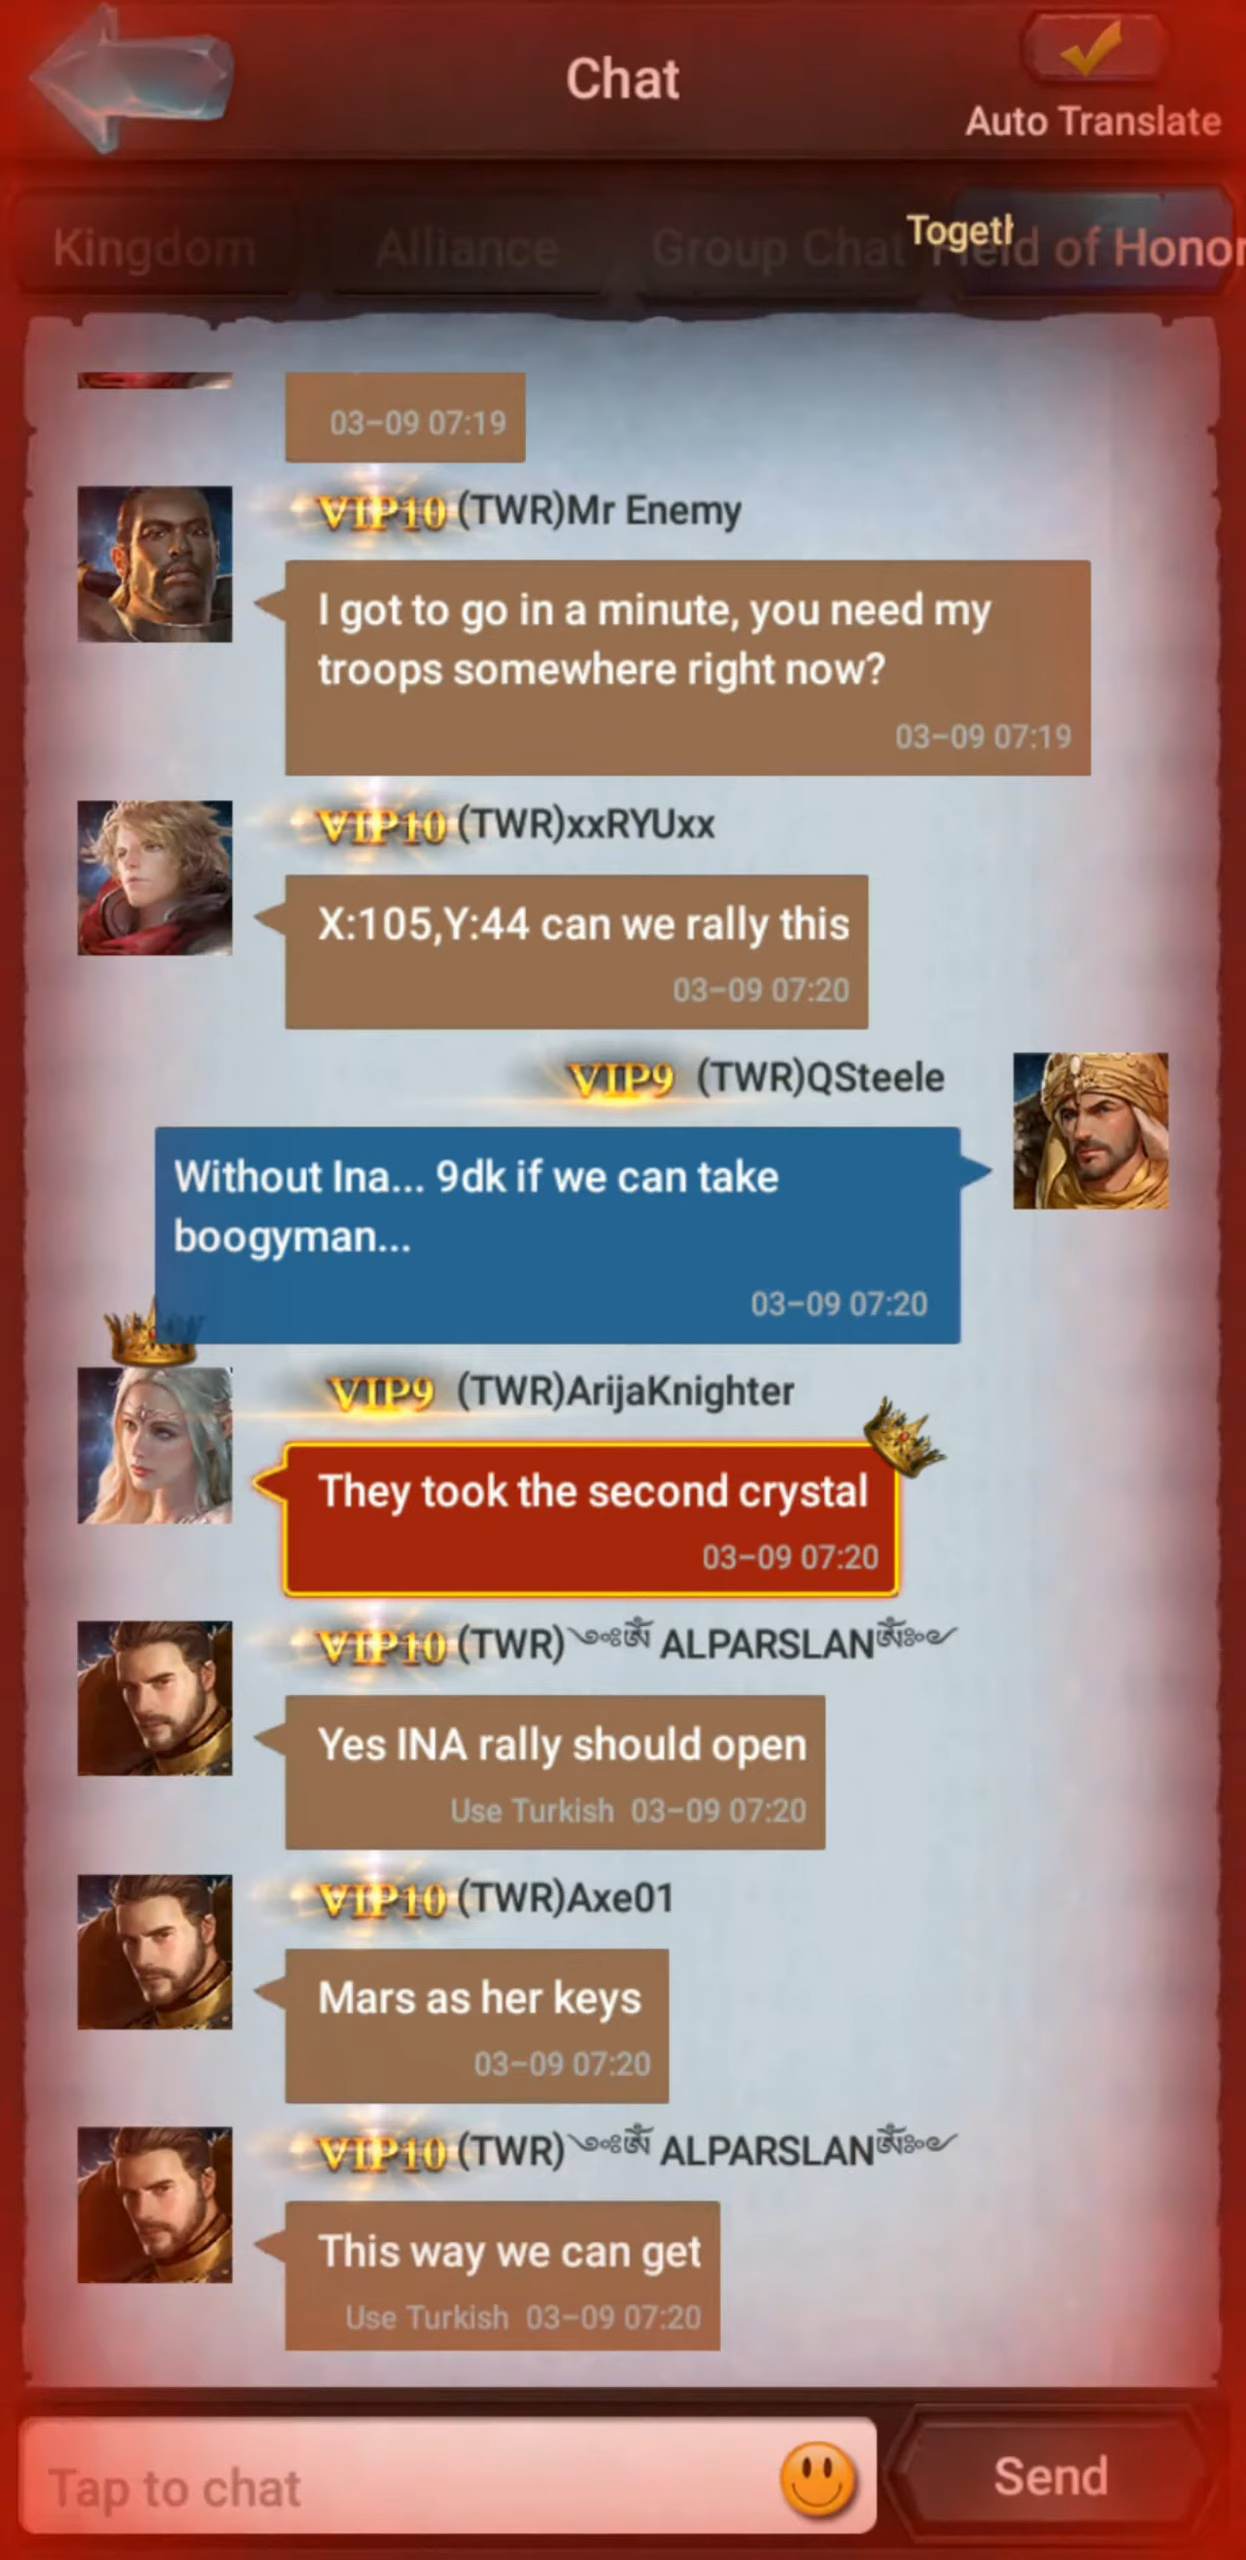 Chat
Auto Translate
Kingdom
Alliance
Group Chat
Togeth
Field of Honor
03-09 07:19
VIP10 (TWR)Mr Enemy
I got to go in a minute, you need my
troops somewhere right now?
03-09 07:19
VIP10 (TWR)xxRYUxx
X:105,Y:44 can we rally this
03-09 07:20
VIP9 (TWR)QSteele
Without Ina... 9dk if we can take
boogyman...
03-09 07:20
VIP9 (TWR)ArijaKnighter
They took the second crystal
03-09 07:20
VIP10 (TWR)༺ཨ ALPARSLANཨ༻
Yes INA rally should open
Use Turkish 03-09 07:20
VIP10 (TWR)Axe01
Mars as her keys
03-09 07:20
VIP10 (TWR)༺ཨ ALPARSLANཨ༻
This way we can get
Use Turkish 03-09 07:20
Tap to chat
Send